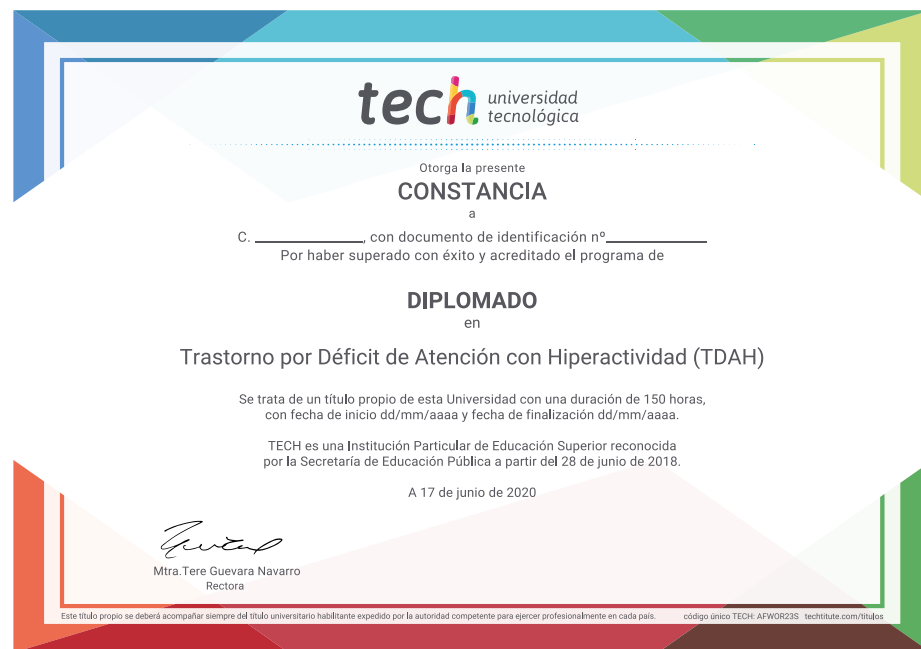 tech universidad
tecnológica
Otorga la presente
CONSTANCIA
a
C. ____________, con documento de identificación nº____________
Por haber superado con éxito y acreditado el programa de
DIPLOMADO
en
Trastorno por Déficit de Atención con Hiperactividad (TDAH)
Se trata de un título propio de esta Universidad con una duración de 150 horas,
con fecha de inicio dd/mm/aaaa y fecha de finalización dd/mm/aaaa.
TECH es una Institución Particular de Educación Superior reconocida
por la Secretaría de Educación Pública a partir del 28 de junio de 2018.
A 17 de junio de 2020
Mtra.Tere Guevara Navarro
Rectora
Este título propio se deberá acompañar siempre del título universitario habilitante expedido por la autoridad competente para ejercer profesionalmente en cada país. código único TECH: AFWOR23S techtitute.com/titulos